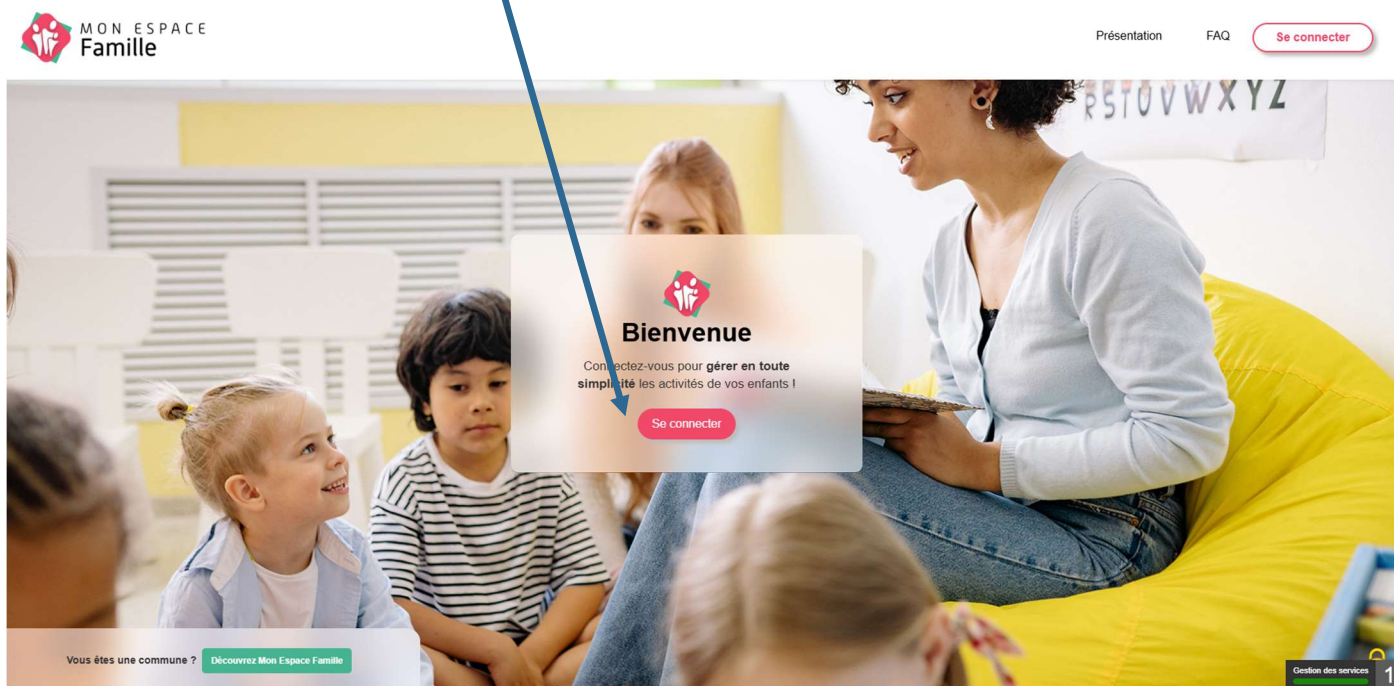 MON ESPACE
Famille
Présentation FAQ Se connecter
RSTUVWXYZ
Bienvenue
Connectez-vous pour gérer en toute
simplicité les activités de vos enfants !
Se connecter
Vous êtes une commune ? Découvrez Mon Espace Famille
Gestion des services 1